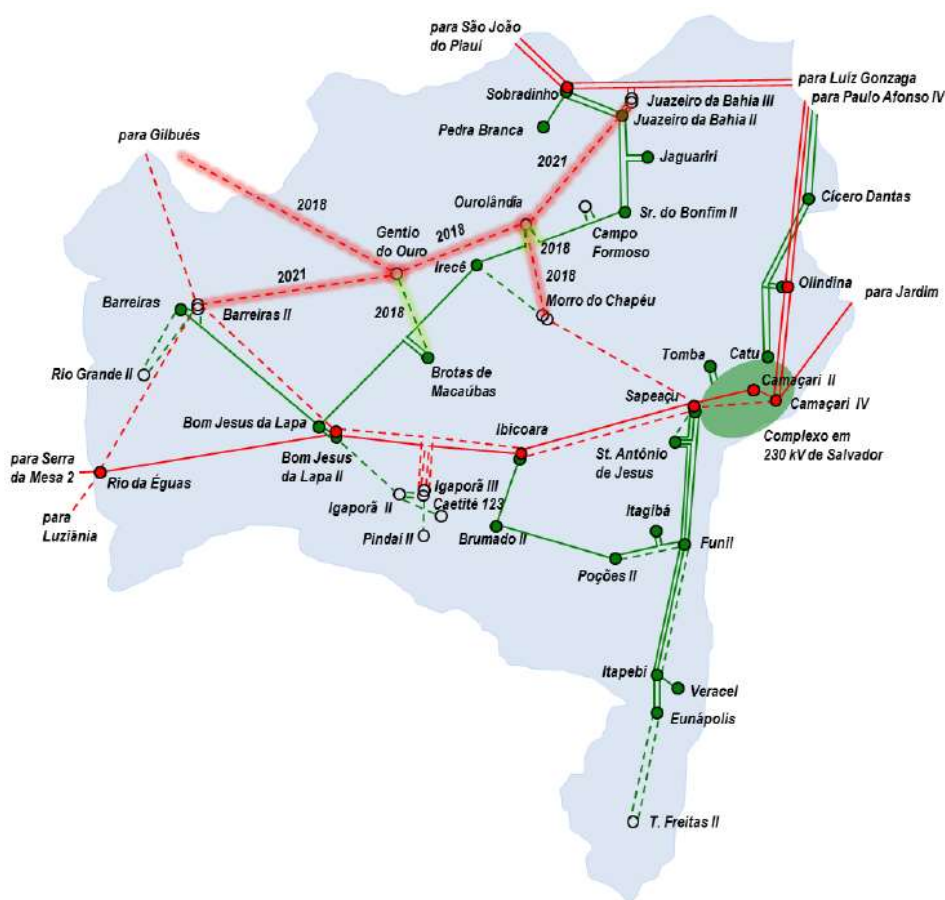 para São João
do Piauí
para Luiz Gonzaga
Sobradinho
Juazeiro da Bahia III
para Paulo Afonso IV
Juazeiro da Bahia II
Pedra Branca
para Gilbués
2021
Jaguariri
2018
Ourolândia
Cícero Dantas
Sr. do Bonfim II
Gentio
do Ouro
2018
2018
Campo
Formoso
Irecê
2021
2018
Olindina
para Jardim
Barreiras
Barreiras II
2018
Morro do Chapéu
Tomba
Catu
Rio Grande II
Brotas de
Macaúbas
Camaçari II
Sapeaçu
Camaçari IV
Bom Jesus da Lapa
Ibicoara
Complexo em
230 kV de Salvador
para Serra
da Mesa 2
Rio da Éguas
Bom Jesus
da Lapa II
St. Antônio
de Jesus
Igaporã III
Caetité 123
Igaporã II
Itagibá
para
Luziânia
Pindaí II
Brumado II
Funil
Poções II
Itapebi
Veracel
Eunápolis
T. Freitas II